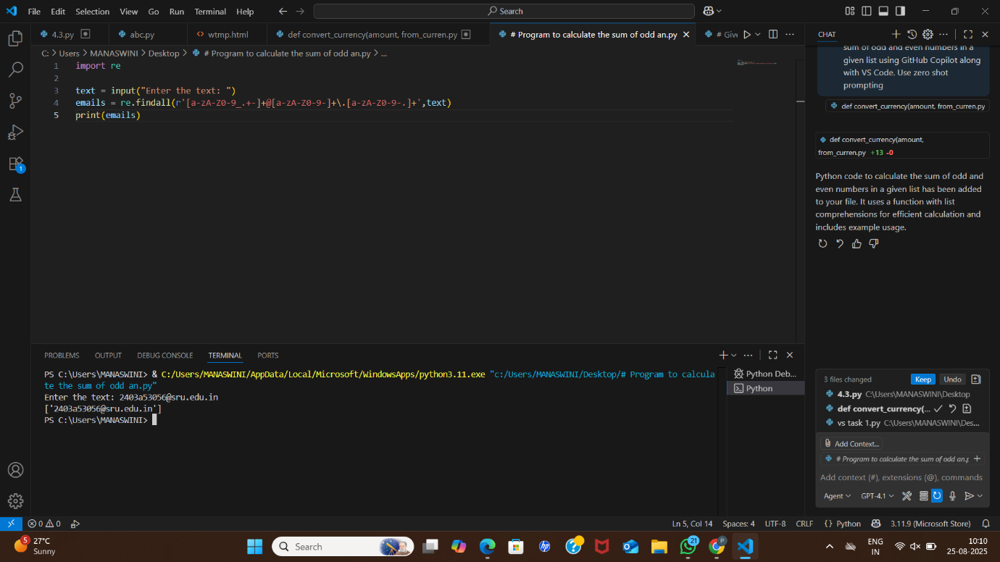 File Edit Selection View Go Run Terminal Help
Search
4.3.py
abc.py
wtmp.html
def convert_currency(amount, from_curren.py
# Program to calculate the sum of odd an.py
# Give
C: > Users > MANASWINI > Desktop > # Program to calculate the sum of odd an.py > ...
1 import re
2
3 text = input("Enter the text: ")
4 emails = re.findall(r'[a-zA-Z0-9_.+-]+@[a-zA-Z0-9-]+\.[a-zA-Z0-9-.]+',text)
5 print(emails)
CHAT
sum of odd and even numbers in a
given list using GitHub Copilot along
with VS Code. Use zero shot
prompting
def convert_currency(amount, from_curren.py
def convert_currency(amount,
from_curren.py +13 -0
Python code to calculate the sum of odd and
even numbers in a given list has been added
to your file. It uses a function with list
comprehensions for efficient calculation and
includes example usage.
1
PROBLEMS OUTPUT DEBUG CONSOLE TERMINAL PORTS
PS C:\Users\MANASWINI> & C:/Users/MANASWINI/AppData/Local/Microsoft/WindowsApps/python3.11.exe "c:/Users/MANASWINI/Desktop/# Program to calcula
te the sum of odd an.py"
Enter the text: 2403a53056@sru.edu.in
['2403a53056@sru.edu.in']
PS C:\Users\MANASWINI>
Python Deb...
Python
3 files changed Keep Undo
4.3.py C:\Users\MANASWINI\Desktop
def convert_currency(...
vs task 1.py C:\Users\MANASWINI\Des...
Add Context...
# Program to calculate the sum of odd an.p
Add context (#), extensions (@), commands
Agent GPT-4.1
0 0
Ln 5, Col 14 Spaces: 4 UTF-8 CRLF {} Python 3.11.9 (Microsoft Store)
5
27°C
Sunny
Search
21
P
ENG
IN
10:10
25-08-2025